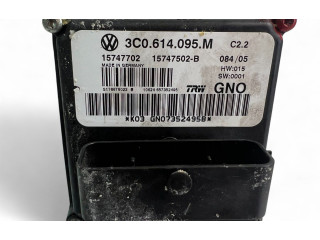 3C0.614.095.M C2.2
15747702 15747502-B 084/05
MADE IN GERMANY HW:015
SW:0001
TRW GNO
*K03 GN07352495B*